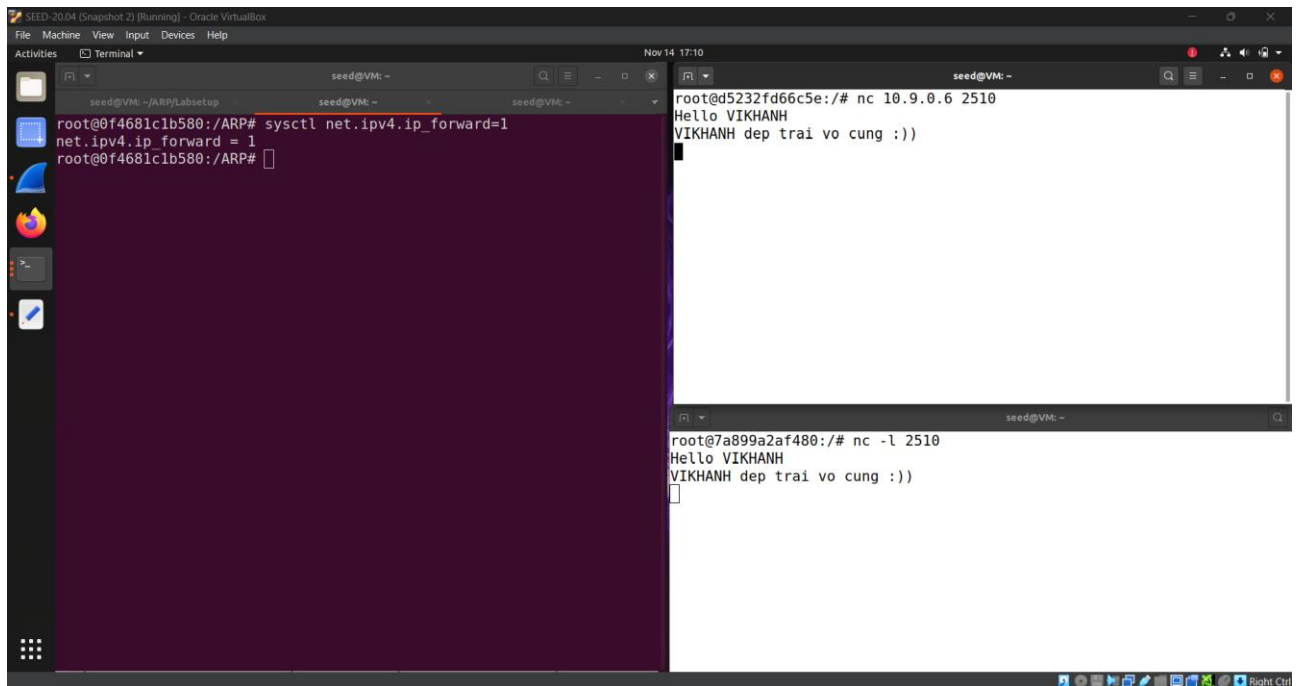 SEED-20.04 (Snapshot 2) [Running] - Oracle VirtualBox
File Machine View Input Devices Help
Activities Terminal Nov 14 17:10
seed@VM: ~
seed@VM: ~/ARP/Labsetup seed@VM: ~ seed@VM: ~
root@0f4681c1b580:/ARP# sysctl net.ipv4.ip_forward=1
net.ipv4.ip_forward = 1
root@0f4681c1b580:/ARP#
seed@VM: ~
root@d5232fd66c5e:/# nc 10.9.0.6 2510
Hello VIKHANH
VIKHANH dep trai vo cung :))
seed@VM: ~
root@7a899a2af480:/# nc -l 2510
Hello VIKHANH
VIKHANH dep trai vo cung :))
Right Ctrl